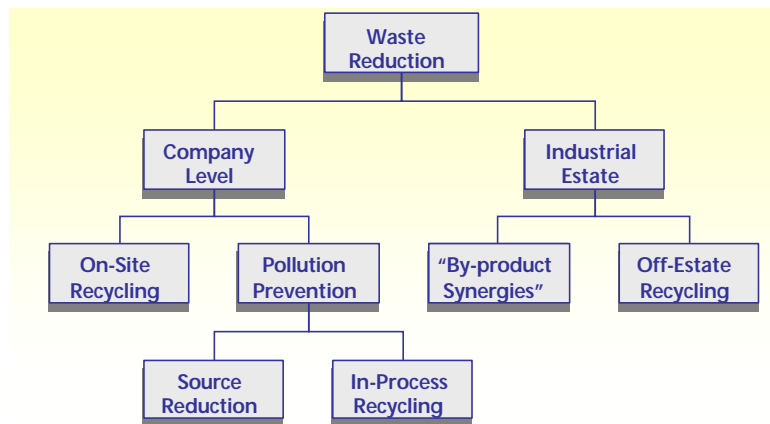 Waste
Reduction
Company
Level
Industrial
Estate
On-Site
Recycling
Pollution
Prevention
“By-product
Synergies”
Off-Estate
Recycling
Source
Reduction
In-Process
Recycling